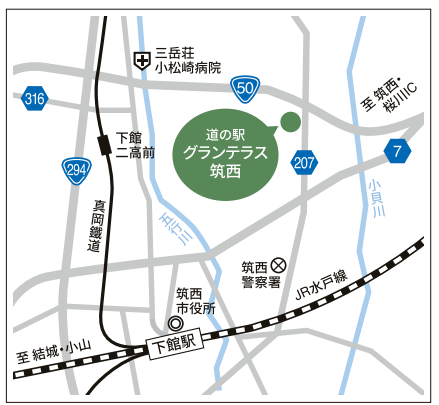 三岳荘
小松崎病院
50
至 筑西・
桜川IC
316
道の駅
グランテラス
筑西
下館
二高前
207
7
294
小貝川
真岡鐵道
五行川
筑西
警察署
JR水戸線
筑西
市役所
下館駅
至 結城・小山